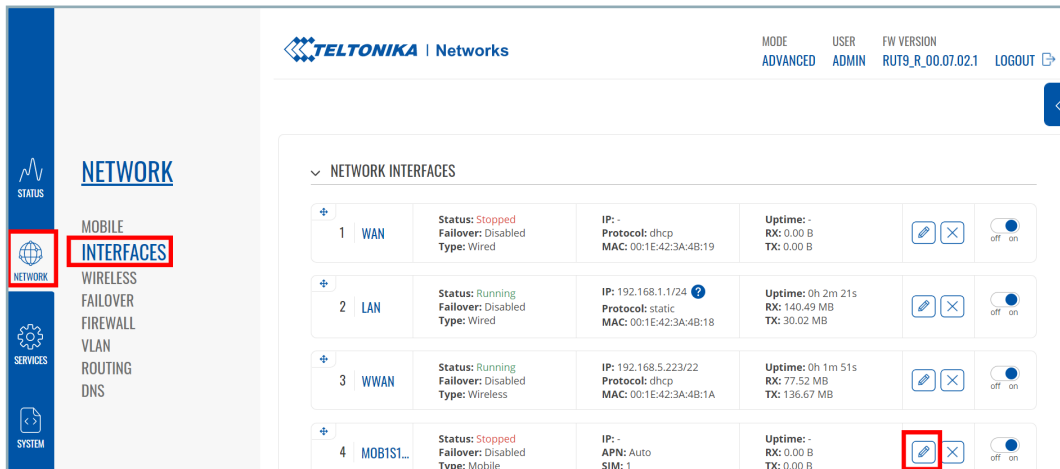 TELTONIKA | Networks
MODE
ADVANCED
USER
ADMIN
FW VERSION
RUT9_R_00.07.02.1
LOGOUT
STATUS
NETWORK
SERVICES
SYSTEM
NETWORK
MOBILE
INTERFACES
WIRELESS
FAILOVER
FIREWALL
VLAN
ROUTING
DNS
NETWORK INTERFACES
1 WAN
Status: Stopped
Failover: Disabled
Type: Wired
IP: -
Protocol: dhcp
MAC: 00:1E:42:3A:4B:19
Uptime: -
RX: 0.00 B
TX: 0.00 B
off on
2 LAN
Status: Running
Failover: Disabled
Type: Wired
IP: 192.168.1.1/24 ?
Protocol: static
MAC: 00:1E:42:3A:4B:18
Uptime: 0h 2m 21s
RX: 140.49 MB
TX: 30.02 MB
off on
3 WWAN
Status: Running
Failover: Disabled
Type: Wireless
IP: 192.168.5.223/22
Protocol: dhcp
MAC: 00:1E:42:3A:4B:1A
Uptime: 0h 1m 51s
RX: 77.52 MB
TX: 136.67 MB
off on
4 MOB1S1...
Status: Stopped
Failover: Disabled
Type: Mobile
IP: -
APN: Auto
SIM: 1
Uptime: -
RX: 0.00 B
TX: 0.00 B
off on